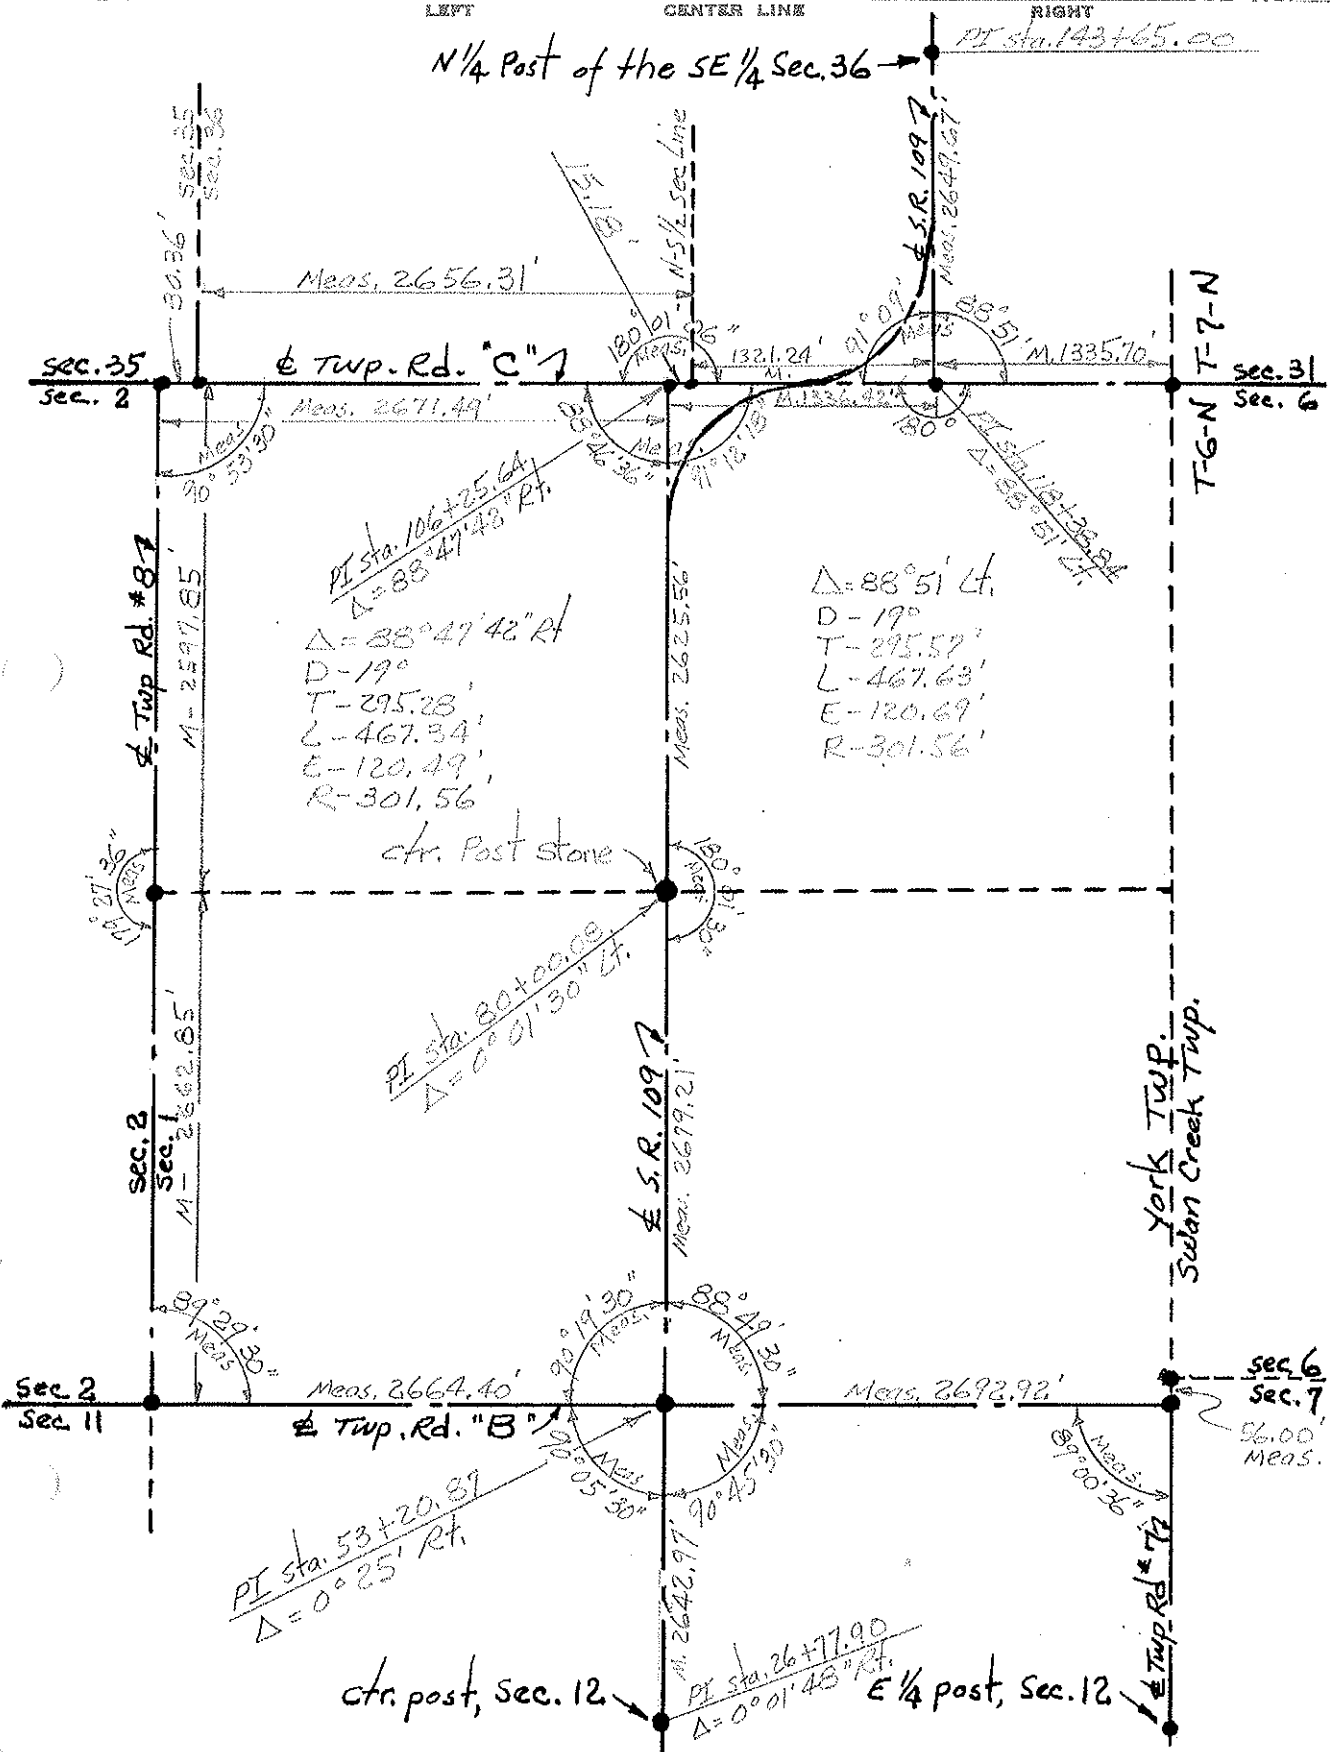 LEFT
CENTER LINE
RIGHT
PI sta. 143+65.00
N 1/4 Post of the SE 1/4 Sec. 36
Sec. 35
Sec. 36
30.36'
15.18'
N-S 1/2 Sec Line
℄ S.R. 109
Meas. 2649.67'
Meas. 2656.31'
180° 01' 06"
Meas.
1321.24'
M.
91° 09'
Meas
88° 51'
M. 1335.70'
T-7-N
T-6-N
sec. 35
sec. 2
℄ Twp. Rd. "C"
sec. 31
sec. 6
Meas. 2671.49'
M. 1336.42'
Meas
90° 53' 30"
88° 46' 36"
Meas.
91° 12' 18"
180°
PI sta. 118+38.84
Δ=88° 51' Lt.
PI sta. 106+25.64
Δ=88° 47' 42" Rt.
℄ Twp Rd. #8
M- 2597.85'
Δ=88° 47' 42" Rt
D-19°
T-295.28'
L-467.34'
E-120.49'
R-301.56'
Meas. 2625.56'
Δ=88° 51' Lt.
D-19°
T-295.57'
L-467.63'
E-120.69'
R-301.56'
ctr. Post stone
179° 27' 36"
Meas
180° 01' 30"
Meas
PI sta. 80+00.08
Δ=0° 01' 30" Lt.
sec. 2
sec. 1
M- 2662.85'
℄ S.R. 109
Meas. 2679.21'
York Twp.
Swan Creek Twp.
89° 29' 30"
Meas
90° 19' 30"
Meas.
88° 49' 30"
Meas.
Sec. 2
Sec. 11
Meas. 2664.40'
℄ Twp. Rd. "B"
Meas. 2692.92'
sec. 6
Sec. 7
56.00'
Meas.
90° 05' 30"
Meas
Meas.
90° 45' 30"
Meas.
89° 00' 36"
PI sta. 53+20.87
Δ=0° 25' Rt.
M. 2642.97'
℄ Twp Rd #7
PI sta. 26+77.90
Δ=0° 01' 48" Rt.
ctr. post, Sec. 12
E 1/4 post, Sec. 12